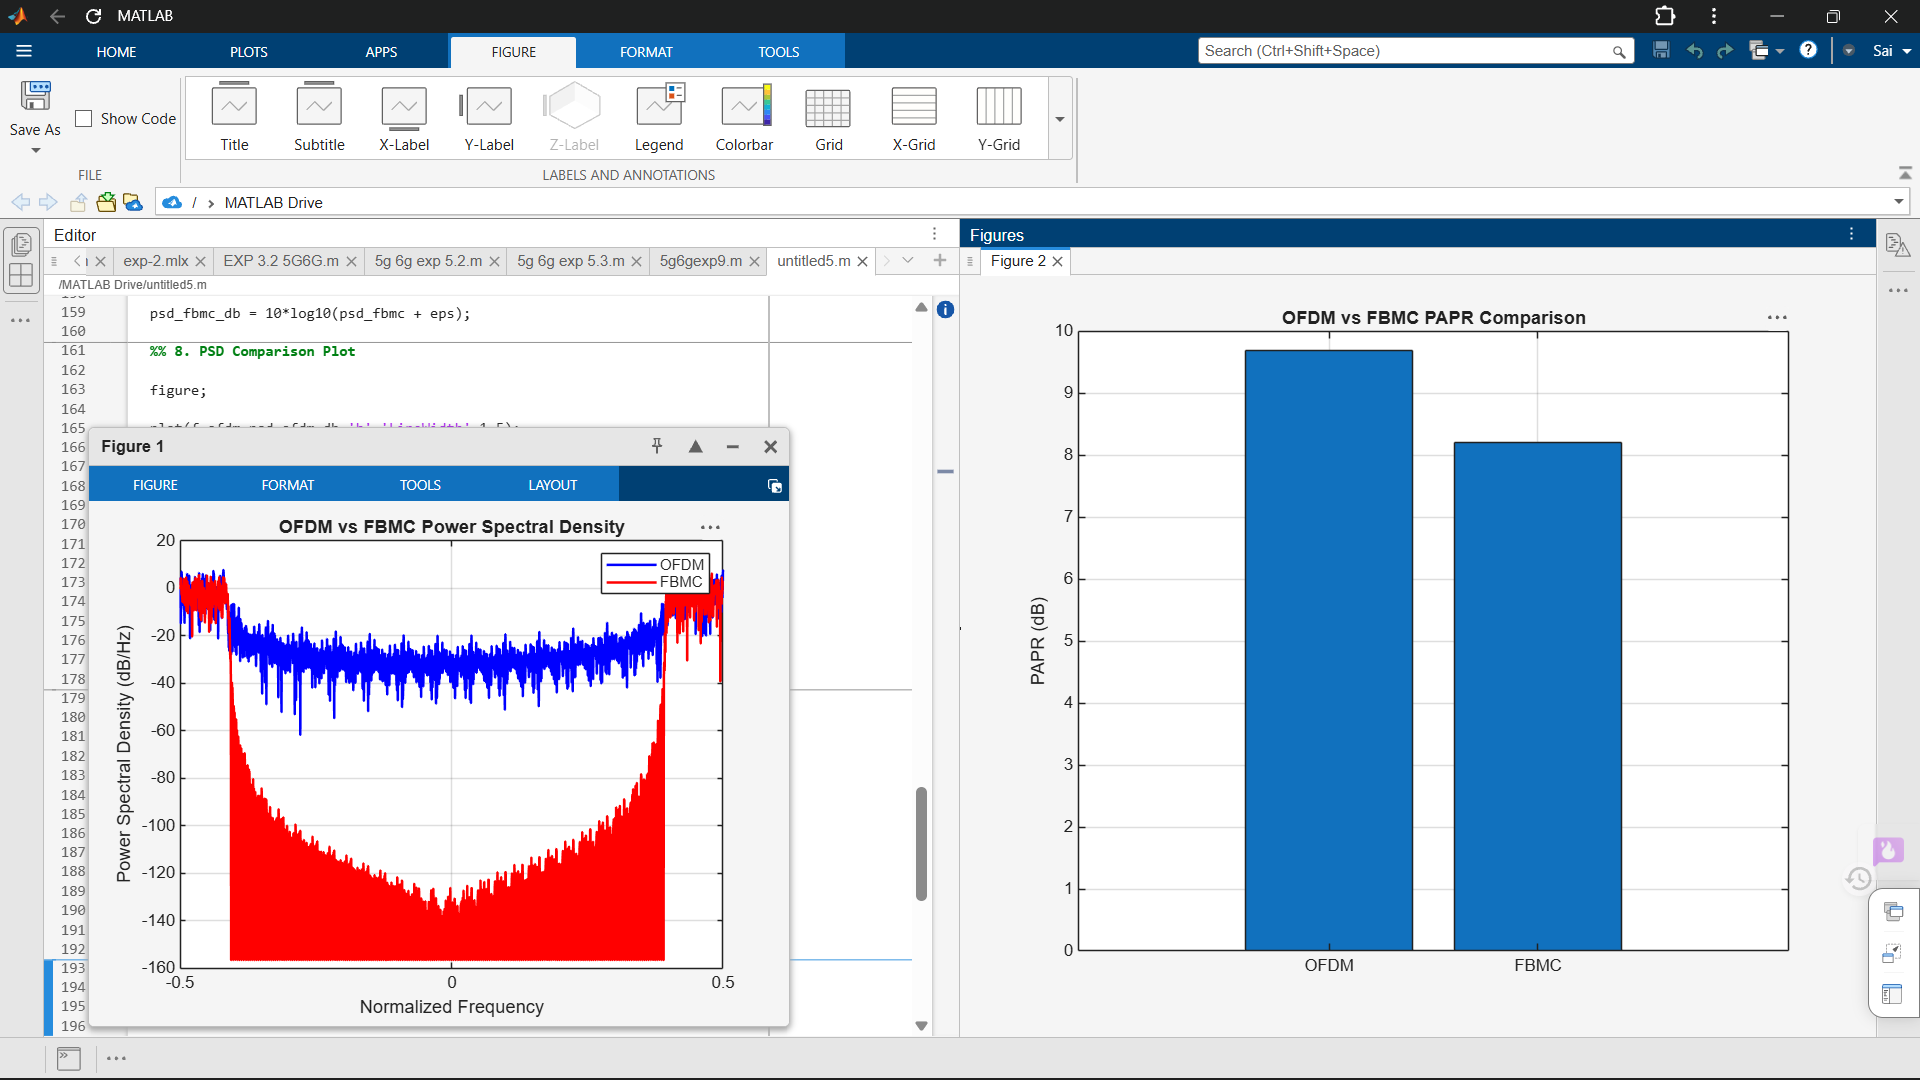 MATLAB
HOME PLOTS APPS FIGURE FORMAT TOOLS
Search (Ctrl+Shift+Space)
Sai
Save As
Show Code
Title Subtitle X-Label Y-Label Z-Label Legend Colorbar Grid X-Grid Y-Grid
FILE
LABELS AND ANNOTATIONS
/ > MATLAB Drive
Editor
exp-2.mlx EXP 3.2 5G6G.m 5g 6g exp 5.2.m 5g 6g exp 5.3.m 5g6gexp9.m untitled5.m
/MATLAB Drive/untitled5.m
159 psd_fbmc_db = 10*log10(psd_fbmc + eps);
160
161 %% 8. PSD Comparison Plot
162
163 figure;
164
165
166
167
168
169
170
171
172
173
174
175
176
177
178
179
180
181
182
183
184
185
186
187
188
189
190
191
192
193
194
195
196
Figure 1
FIGURE FORMAT TOOLS LAYOUT
OFDM vs FBMC Power Spectral Density
OFDM
FBMC
20
0
-20
-40
-60
-80
-100
-120
-140
-160
Power Spectral Density (dB/Hz)
-0.5 0 0.5
Normalized Frequency
Figures
Figure 2
OFDM vs FBMC PAPR Comparison
10
9
8
7
6
5
4
3
2
1
0
PAPR (dB)
OFDM FBMC